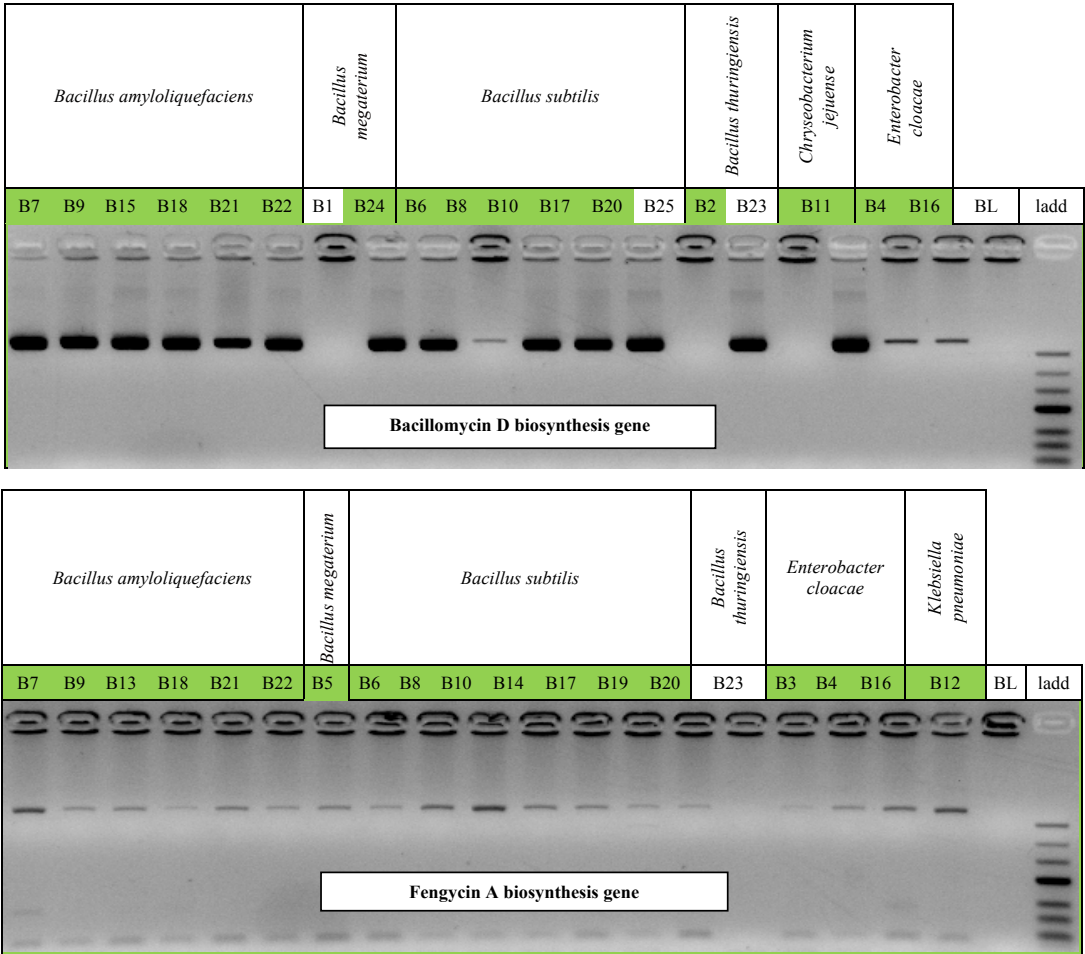 Bacillus amyloliquefaciens
Bacillus
megaterium
Bacillus subtilis
Bacillus thuringiensis
Chryseobacterium
jejuense
Enterobacter
cloacae
B7 B9 B15 B18 B21 B22 B1 B24 B6 B8 B10 B17 B20 B25 B2 B23 B11 B4 B16 BL ladd
Bacillomycin D biosynthesis gene
Bacillus amyloliquefaciens
Bacillus megaterium
Bacillus subtilis
Bacillus
thuringiensis
Enterobacter
cloacae
Klebsiella
pneumoniae
B7 B9 B13 B18 B21 B22 B5 B6 B8 B10 B14 B17 B19 B20 B23 B3 B4 B16 B12 BL ladd
Fengycin A biosynthesis gene